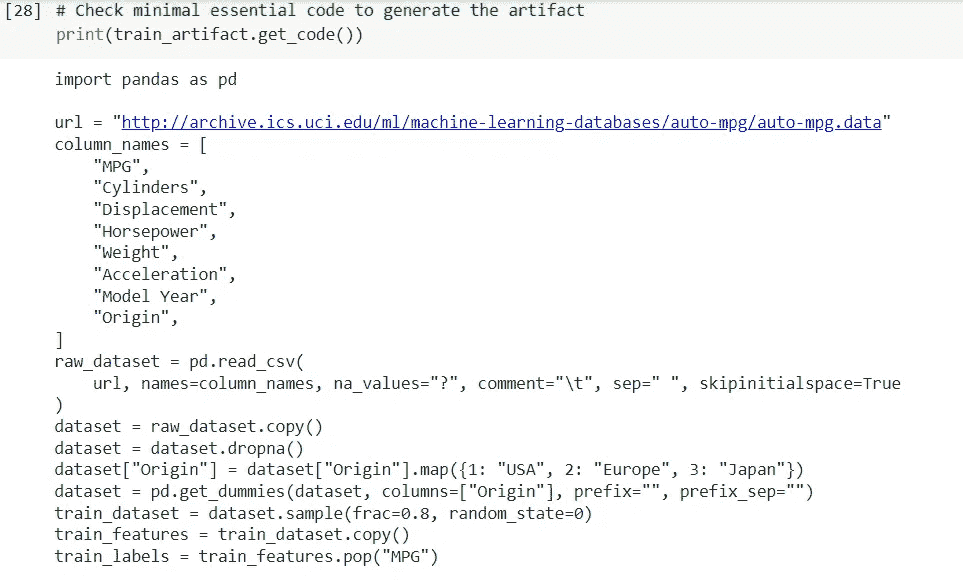 [28] # Check minimal essential code to generate the artifact
print(train_artifact.get_code())
import pandas as pd
url = "http://archive.ics.uci.edu/ml/machine-learning-databases/auto-mpg/auto-mpg.data"
column_names = [
"MPG",
"Cylinders",
"Displacement",
"Horsepower",
"Weight",
"Acceleration",
"Model Year",
"Origin",
]
raw_dataset = pd.read_csv(
url, names=column_names, na_values="?", comment="\t", sep=" ", skipinitialspace=True
)
dataset = raw_dataset.copy()
dataset = dataset.dropna()
dataset["Origin"] = dataset["Origin"].map({1: "USA", 2: "Europe", 3: "Japan"})
dataset = pd.get_dummies(dataset, columns=["Origin"], prefix="", prefix_sep="")
train_dataset = dataset.sample(frac=0.8, random_state=0)
train_features = train_dataset.copy()
train_labels = train_features.pop("MPG")